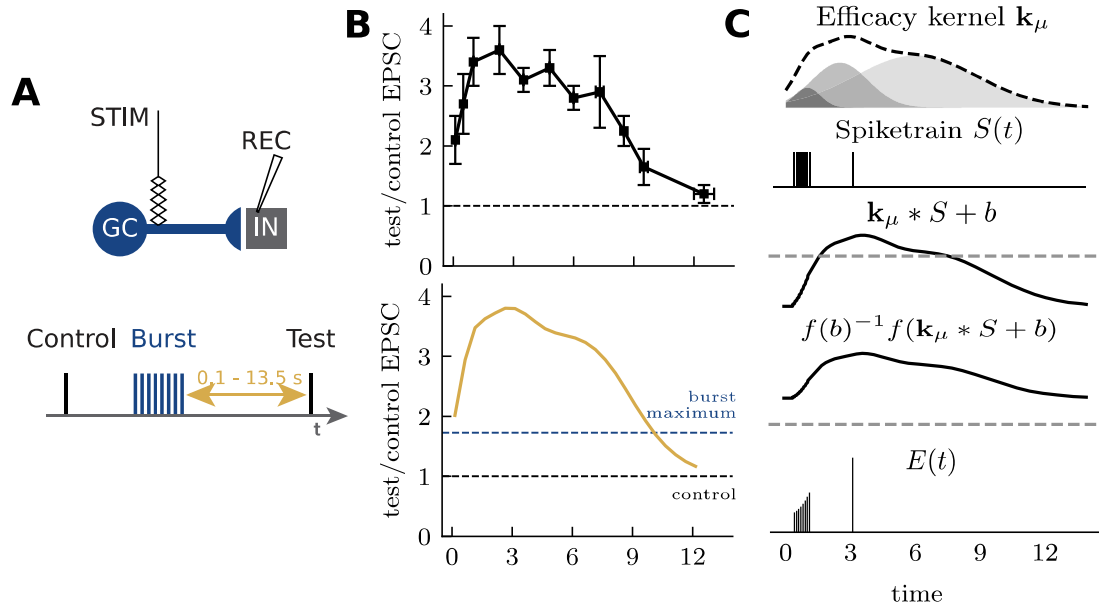 A
STIM
REC
GC
IN
Control Burst Test
0.1 - 13.5 s
t
B
test/control EPSC
4
3
2
1
0
test/control EPSC
4
3
2
1
0
burst
maximum
control
0 3 6 9 12
C
Efficacy kernel k_μ
Spiketrain S(t)
k_μ * S + b
f(b)⁻¹ f(k_μ * S + b)
E(t)
0 3 6 9 12
time